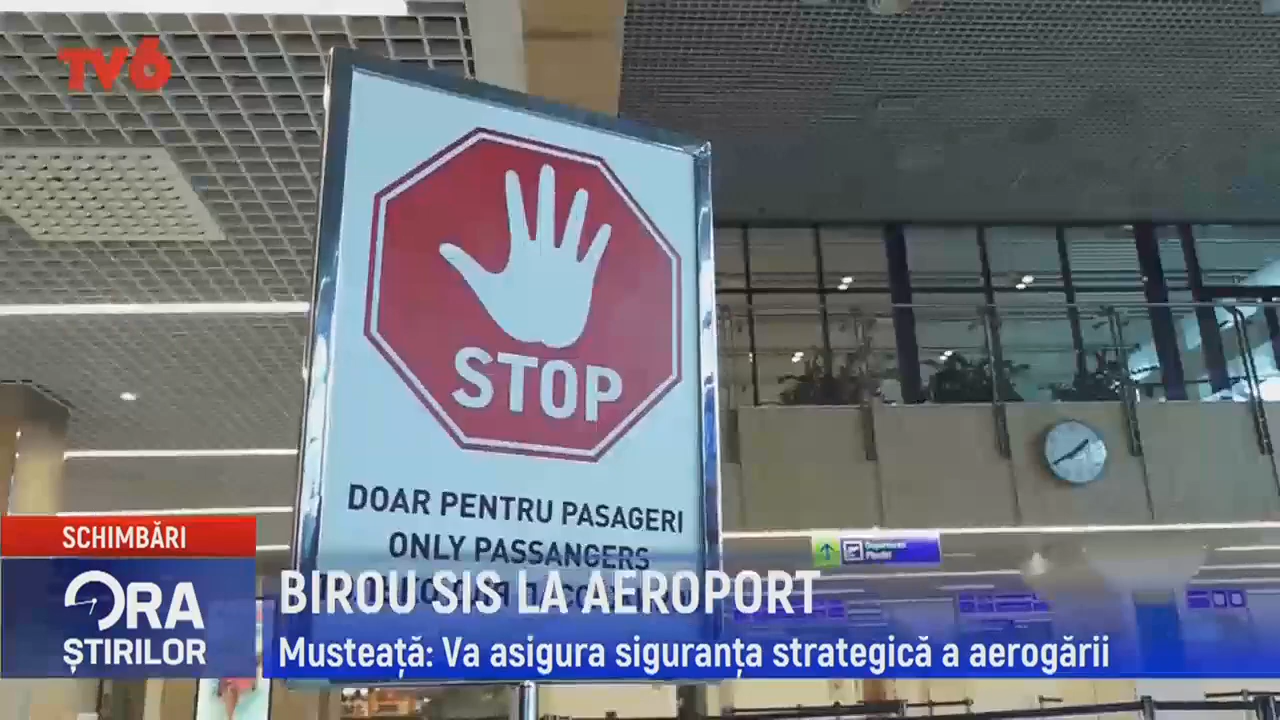 TV6
STOP
DOAR PENTRU PASAGERI
ONLY PASSANGERS
Departures
SCHIMBĂRI
ORA
ȘTIRILOR
BIROU SIS LA AEROPORT
Musteață: Va asigura siguranța strategică a aerogării